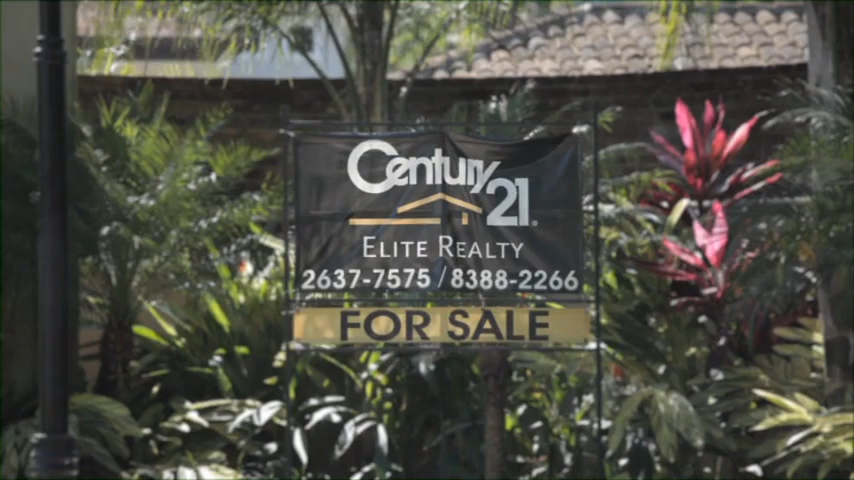 Century 21
ELITE REALTY
2637-7575 / 8388-2266
FOR SALE